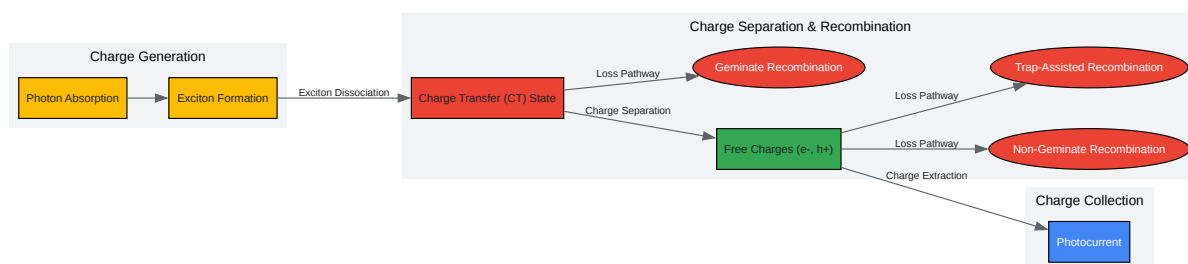 Charge Generation
Photon Absorption
Exciton Formation
Exciton Dissociation
Charge Separation & Recombination
Charge Transfer (CT) State
Loss Pathway
Geminate Recombination
Charge Separation
Free Charges (e-, h+)
Loss Pathway
Trap-Assisted Recombination
Loss Pathway
Non-Geminate Recombination
Charge Extraction
Charge Collection
Photocurrent